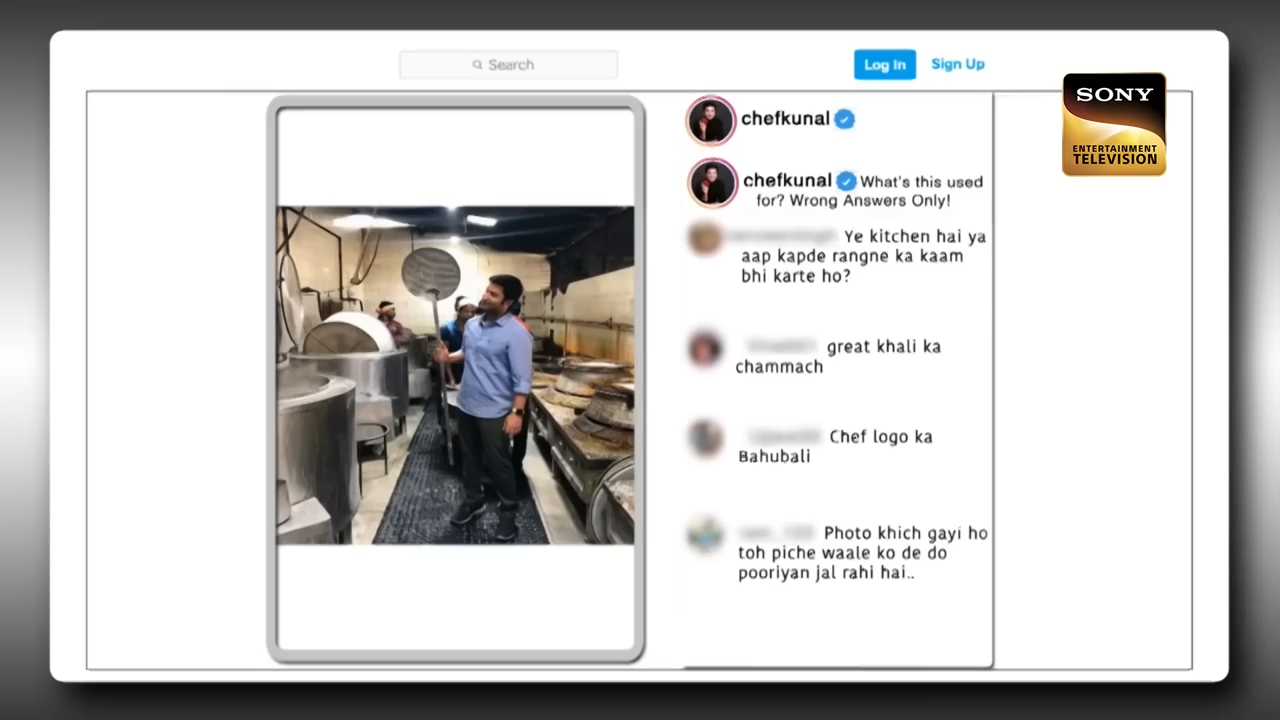 Search
Log In
Sign Up
SONY
ENTERTAINMENT
TELEVISION
chefkunal
chefkunal What's this used
for? Wrong Answers Only!
Ye kitchen hai ya
aap kapde rangne ka kaam
bhi karte ho?
great khali ka
chammach
Chef logo ka
Bahubali
Photo khich gayi ho
toh piche waale ko de do
pooriyan jal rahi hai..